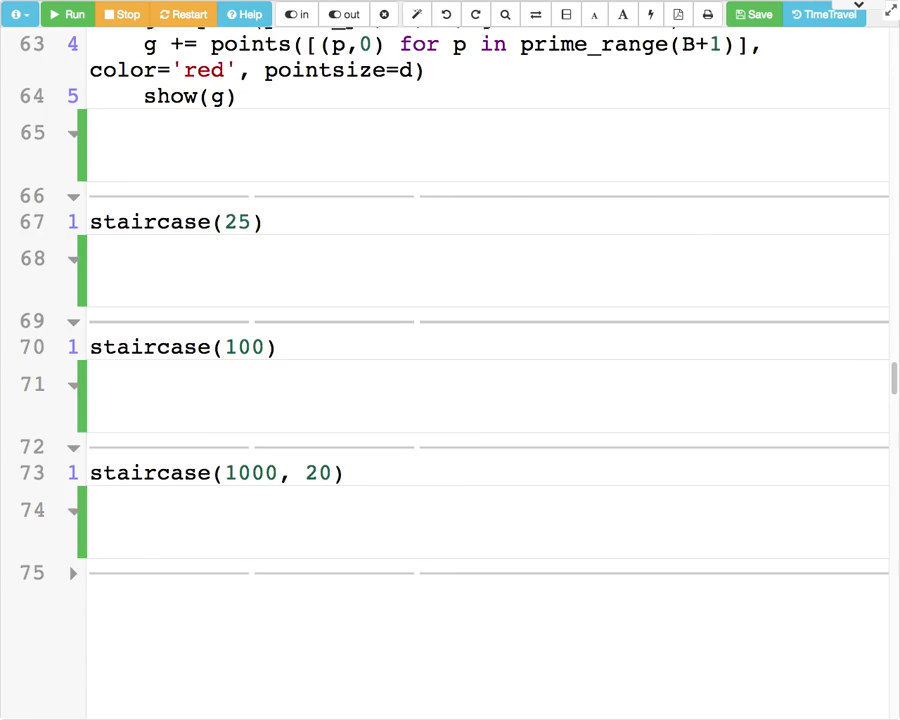 Run Stop Restart Help in out A A Save TimeTravel
63 4 g += points([(p,0) for p in prime_range(B+1)],
color='red', pointsize=d)
64 5 show(g)
65
66
67 1 staircase(25)
68
69
70 1 staircase(100)
71
72
73 1 staircase(1000, 20)
74
75